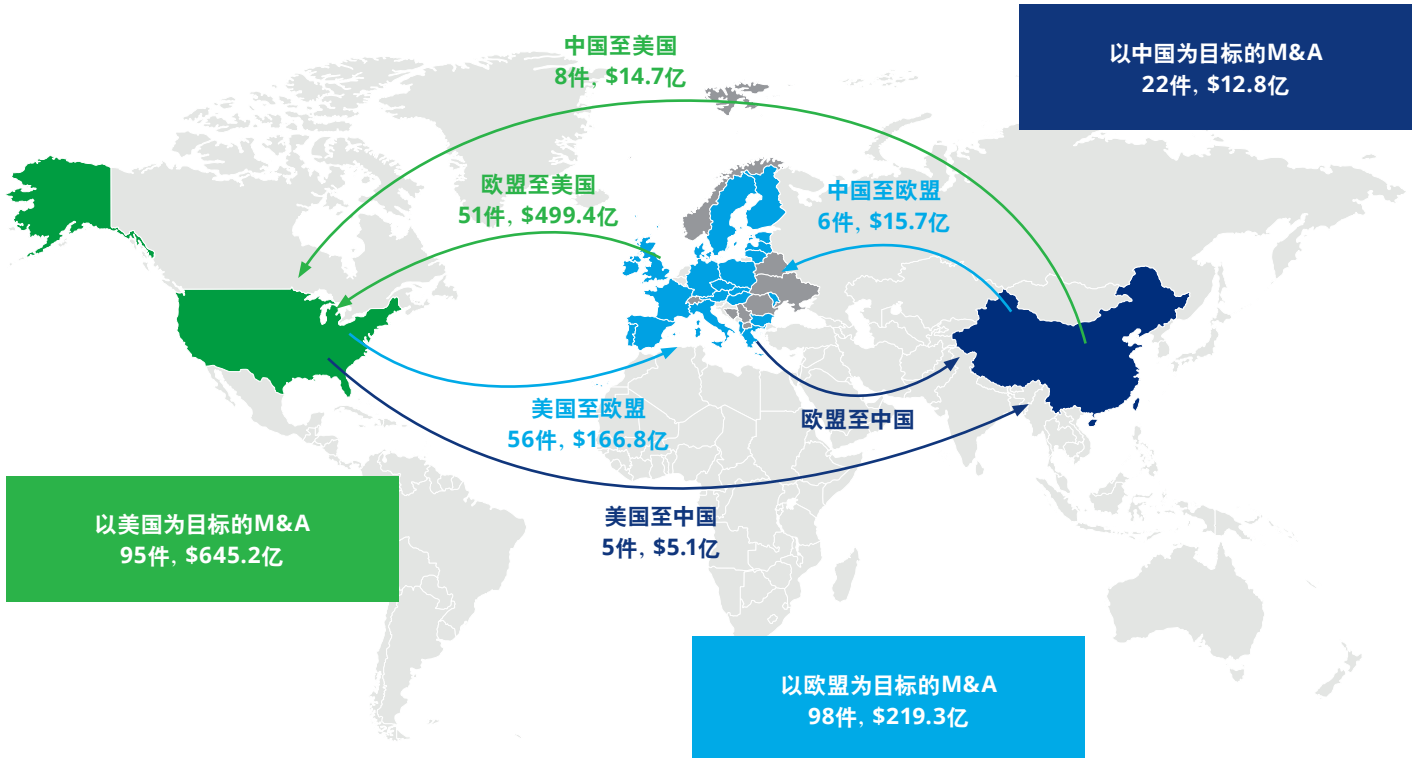 中国至美国
8件, $14.7亿
以中国为目标的M&A
22件, $12.8亿
欧盟至美国
51件, $499.4亿
中国至欧盟
6件, $15.7亿
美国至欧盟
56件, $166.8亿
欧盟至中国
美国至中国
5件, $5.1亿
以美国为目标的M&A
95件, $645.2亿
以欧盟为目标的M&A
98件, $219.3亿